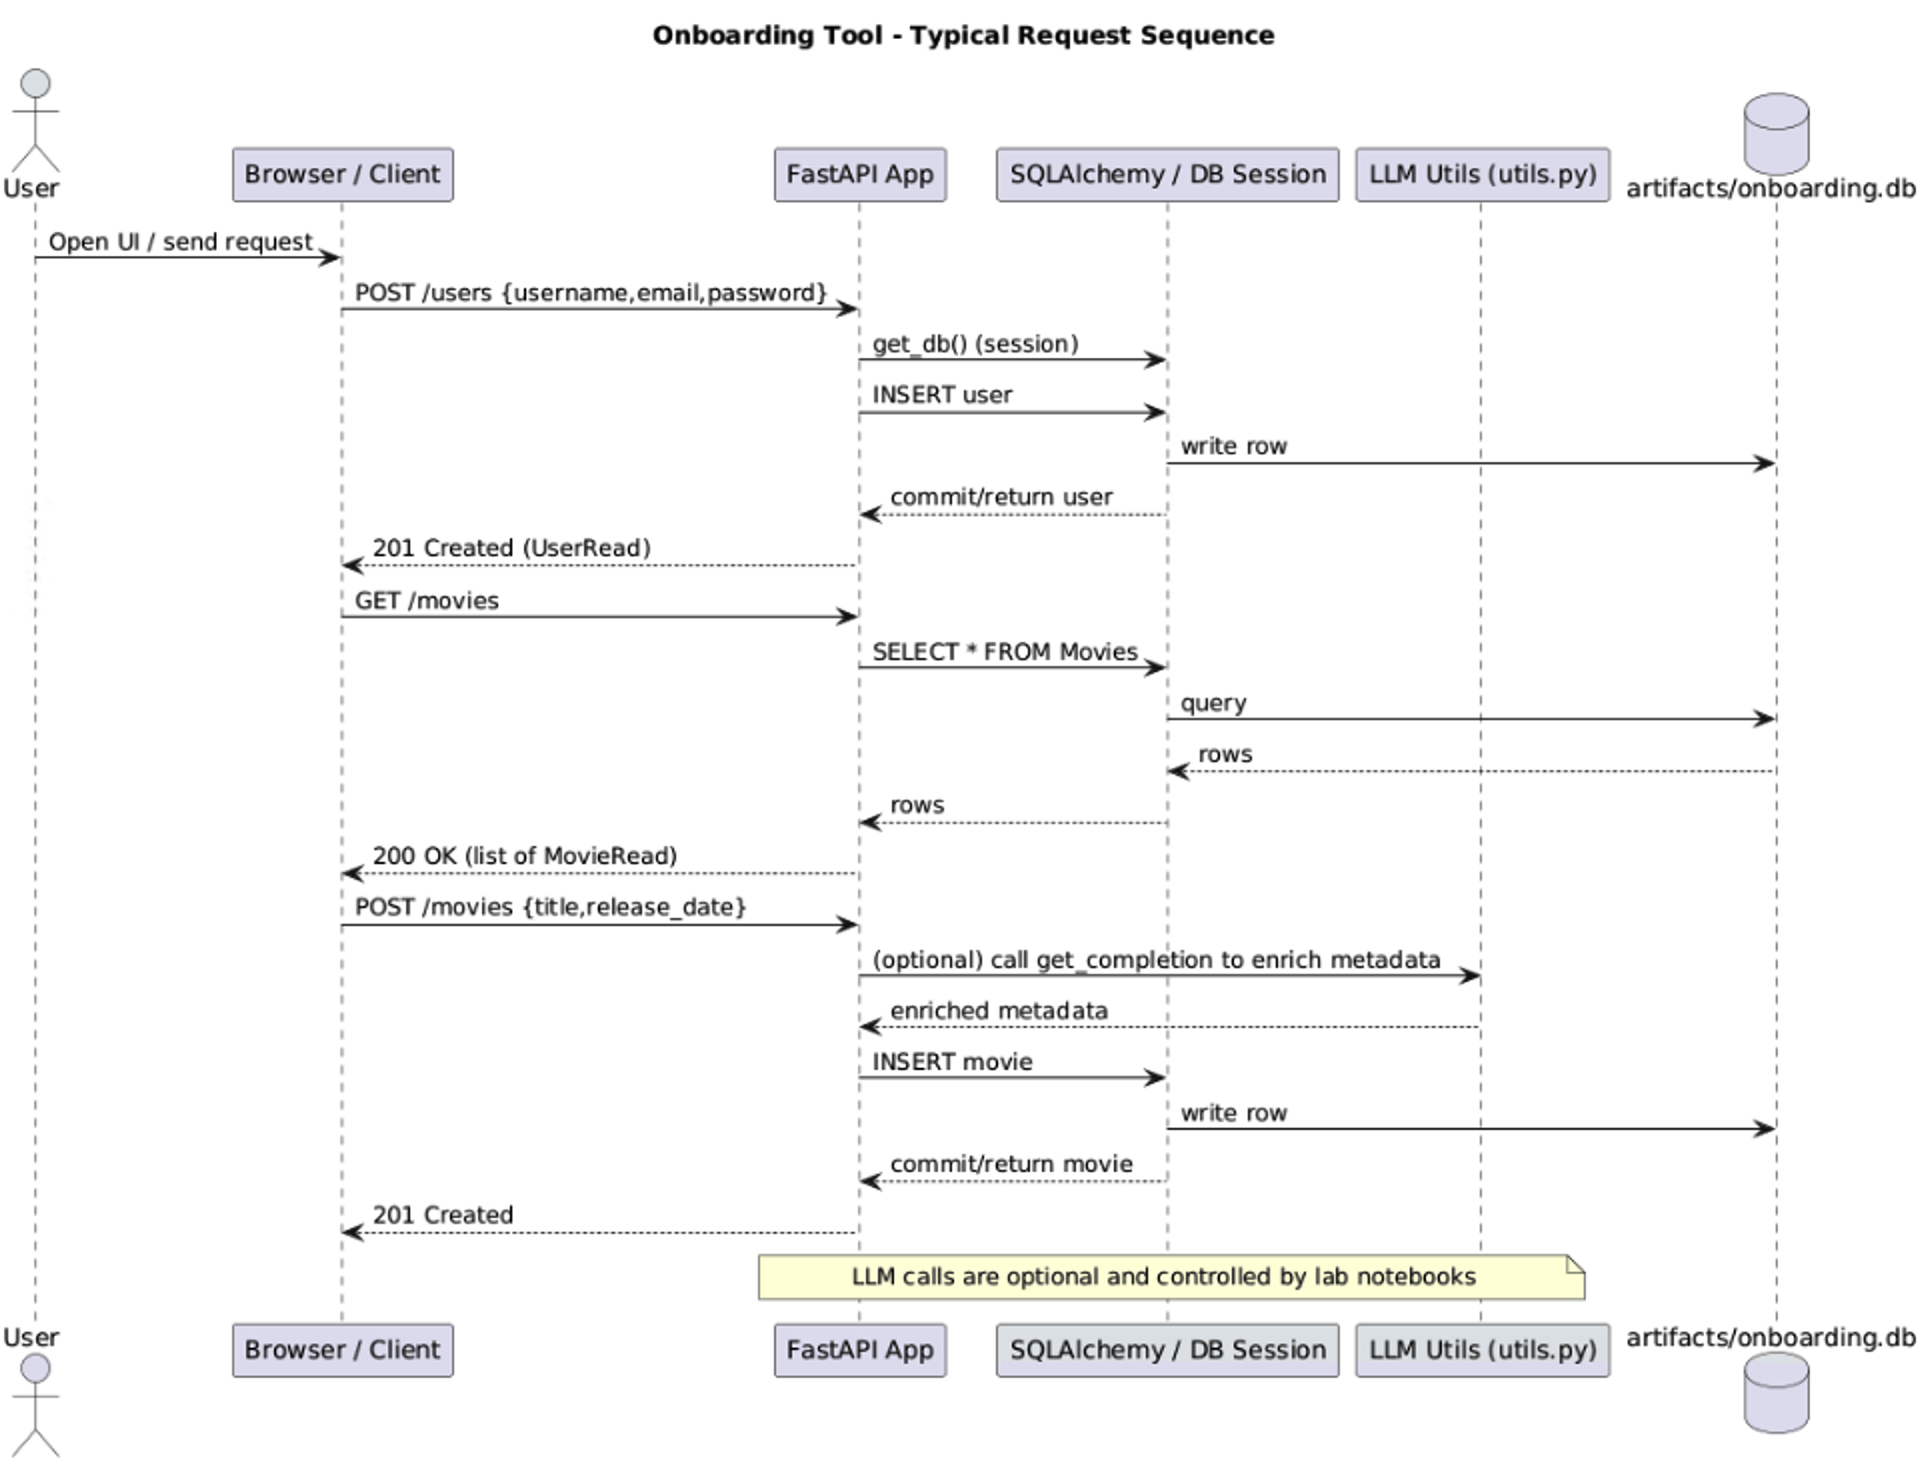 Onboarding Tool - Typical Request Sequence
User
Browser / Client
FastAPI App
SQLAlchemy / DB Session
LLM Utils (utils.py)
artifacts/onboarding.db
Open UI / send request
POST /users {username,email,password}
get_db() (session)
INSERT user
write row
commit/return user
201 Created (UserRead)
GET /movies
SELECT * FROM Movies
query
rows
rows
200 OK (list of MovieRead)
POST /movies {title,release_date}
(optional) call get_completion to enrich metadata
enriched metadata
INSERT movie
write row
commit/return movie
201 Created
LLM calls are optional and controlled by lab notebooks
User
Browser / Client
FastAPI App
SQLAlchemy / DB Session
LLM Utils (utils.py)
artifacts/onboarding.db